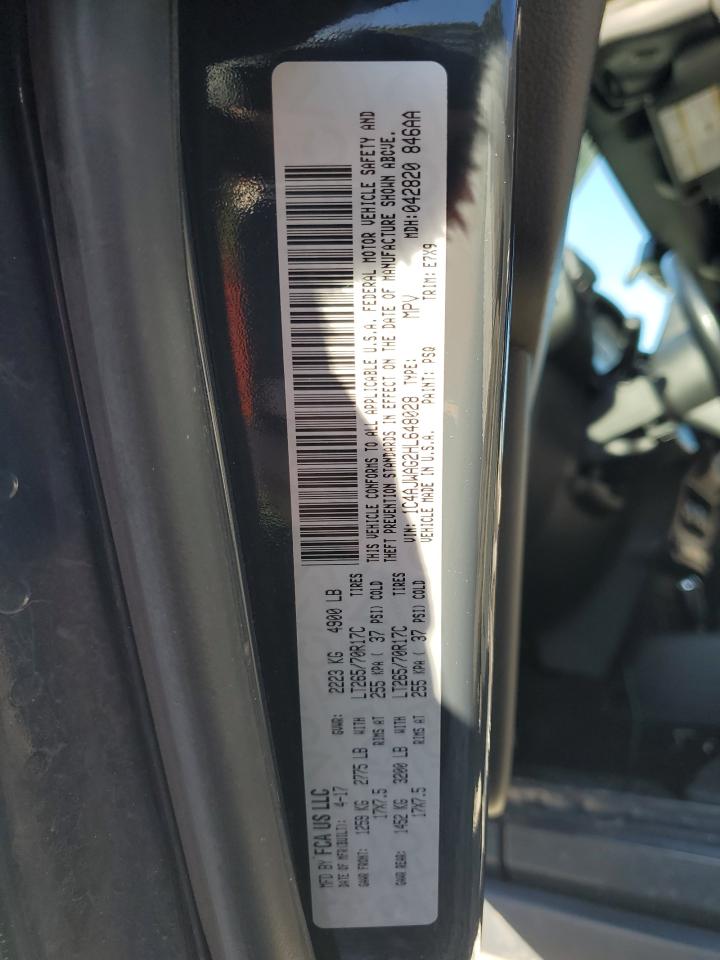 MFD BY FCA US LLC
DATE OF MFR(BUILT): 4-17 GVWR: 2223 KG 4900 LB
GAWR FRONT: 1259 KG 2775 LB WITH LT265/70R17C TIRES
17X7.5 RIMS AT 255 KPA ( 37 PSI) COLD
GAWR REAR: 1452 KG 3200 LB WITH LT265/70R17C TIRES
17X7.5 RIMS AT 255 KPA ( 37 PSI) COLD
THIS VEHICLE CONFORMS TO ALL APPLICABLE U.S.A. FEDERAL MOTOR VEHICLE SAFETY AND
THEFT PREVENTION STANDARDS IN EFFECT ON THE DATE OF MANUFACTURE SHOWN ABOVE.
VIN: 1C4AJWAG2HL648028 TYPE: MPV MDH:042820 846AA
VEHICLE MADE IN U.S.A. PAINT: PSQ TRIM: E7X9